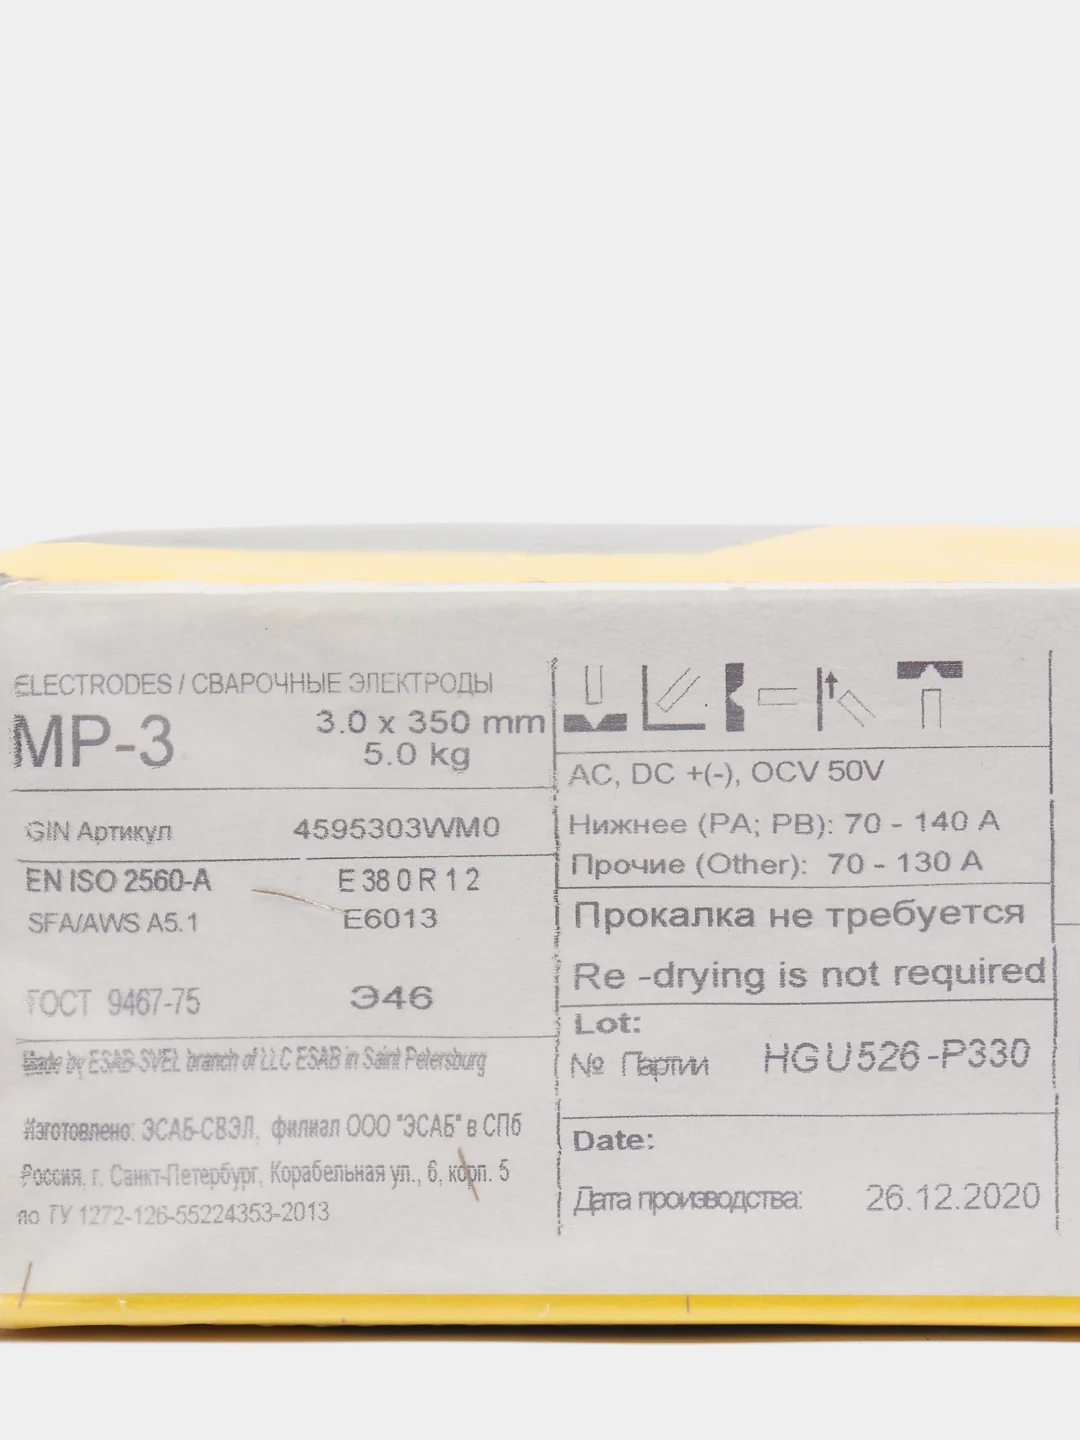 ELECTRODES / СВАРОЧНЫЕ ЭЛЕКТРОДЫ
МР-3
3.0 x 350 mm
5.0 kg
GIN Артикул 4595303WM0
EN ISO 2560-A E 38 0 R 1 2
SFA/AWS A5.1 E6013
ГОСТ 9467-75 Э46
Made by ESAB-SVEL branch of LLC ESAB in Saint Petersburg
Изготовлено: ЭСАБ-СВЭЛ, филиал ООО "ЭСАБ" в СПб
Россия, г. Санкт-Петербург, Корабельная ул., 6, корп. 5
по ТУ 1272-126-55224353-2013
AC, DC +(-), OCV 50V
Нижнее (PA; PB): 70 - 140 A
Прочие (Other): 70 - 130 A
Прокалка не требуется
Re -drying is not required
Lot:
№ Партии HGU526-P330
Date:
Дата производства: 26.12.2020